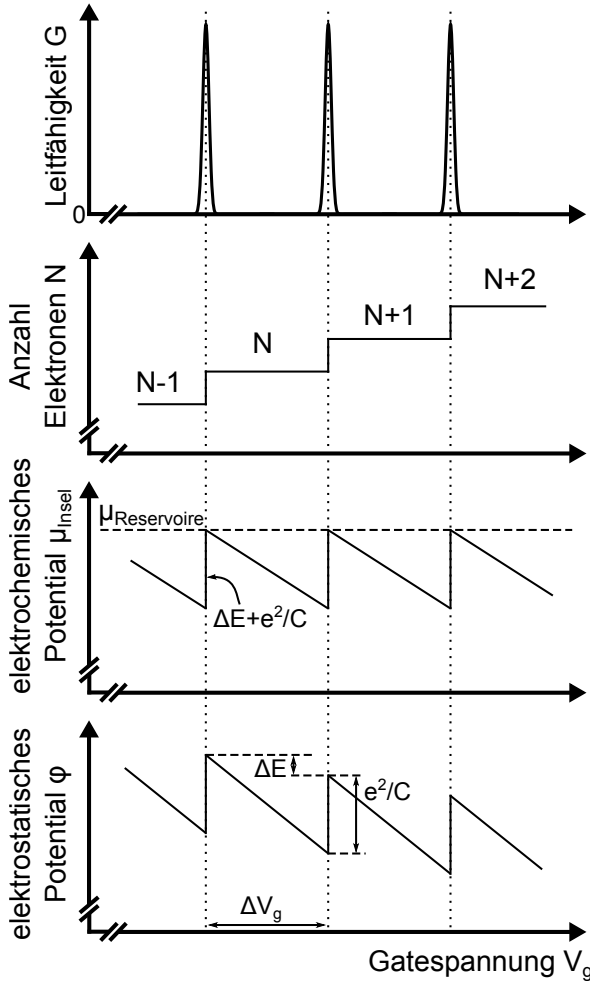 Leitfähigkeit G
0
Anzahl
Elektronen N
N-1
N
N+1
N+2
elektrochemisches
Potential μInsel
μReservoire
ΔE+e²/C
elektrostatisches
Potential φ
ΔE
e²/C
ΔVg
Gatespannung Vg